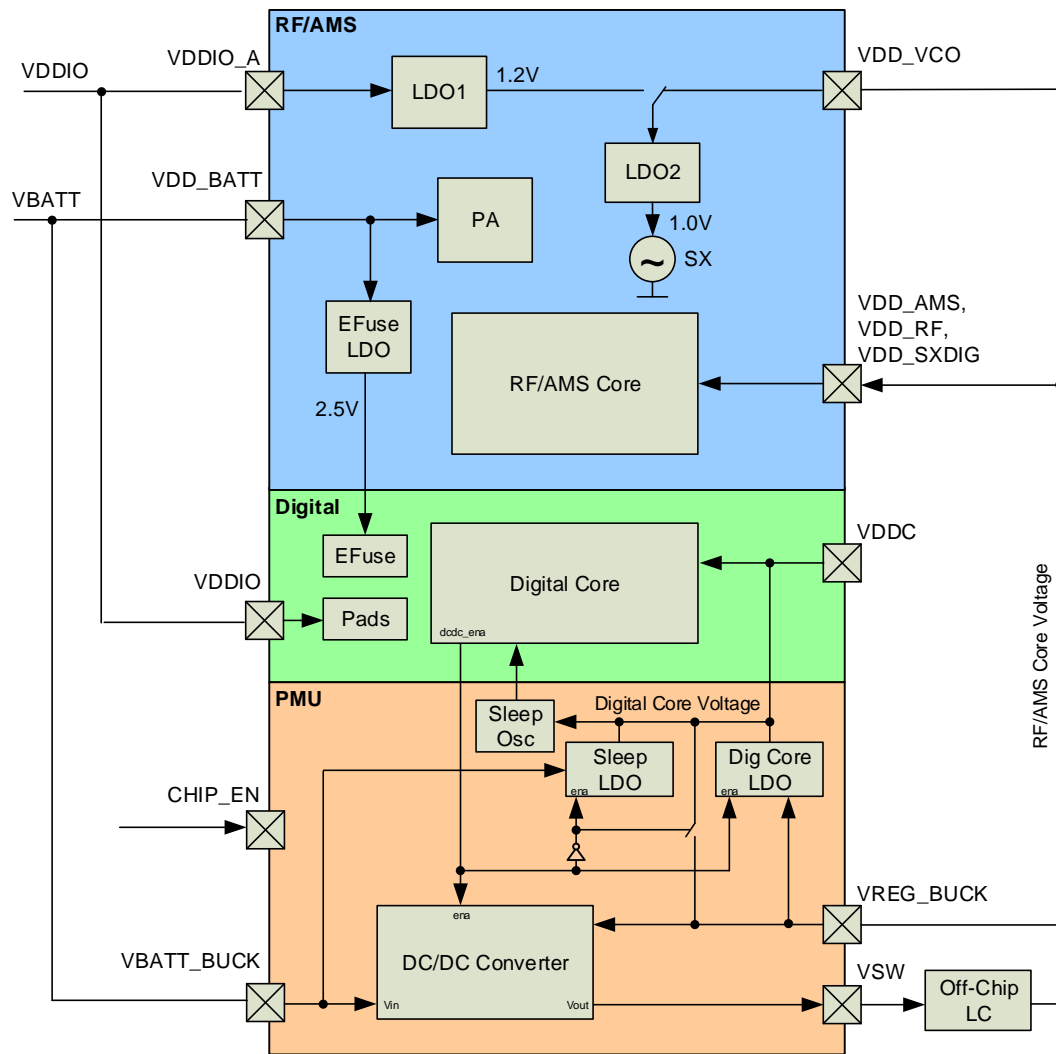 RF/AMS
VDDIO
VDDIO_A
LDO1
1.2V
VDD_VCO
LDO2
1.0V
SX
VBATT
VDD_BATT
PA
EFuse
LDO
2.5V
RF/AMS Core
VDD_AMS,
VDD_RF,
VDD_SXDIG
Digital
EFuse
VDDIO
Pads
Digital Core
dcdc_ena
VDDC
RF/AMS Core Voltage
PMU
Sleep
Osc
Digital Core Voltage
Sleep
LDO
ena
Dig Core
LDO
ena
CHIP_EN
VREG_BUCK
ena
DC/DC Converter
Vin
Vout
VBATT_BUCK
VSW
Off-Chip
LC